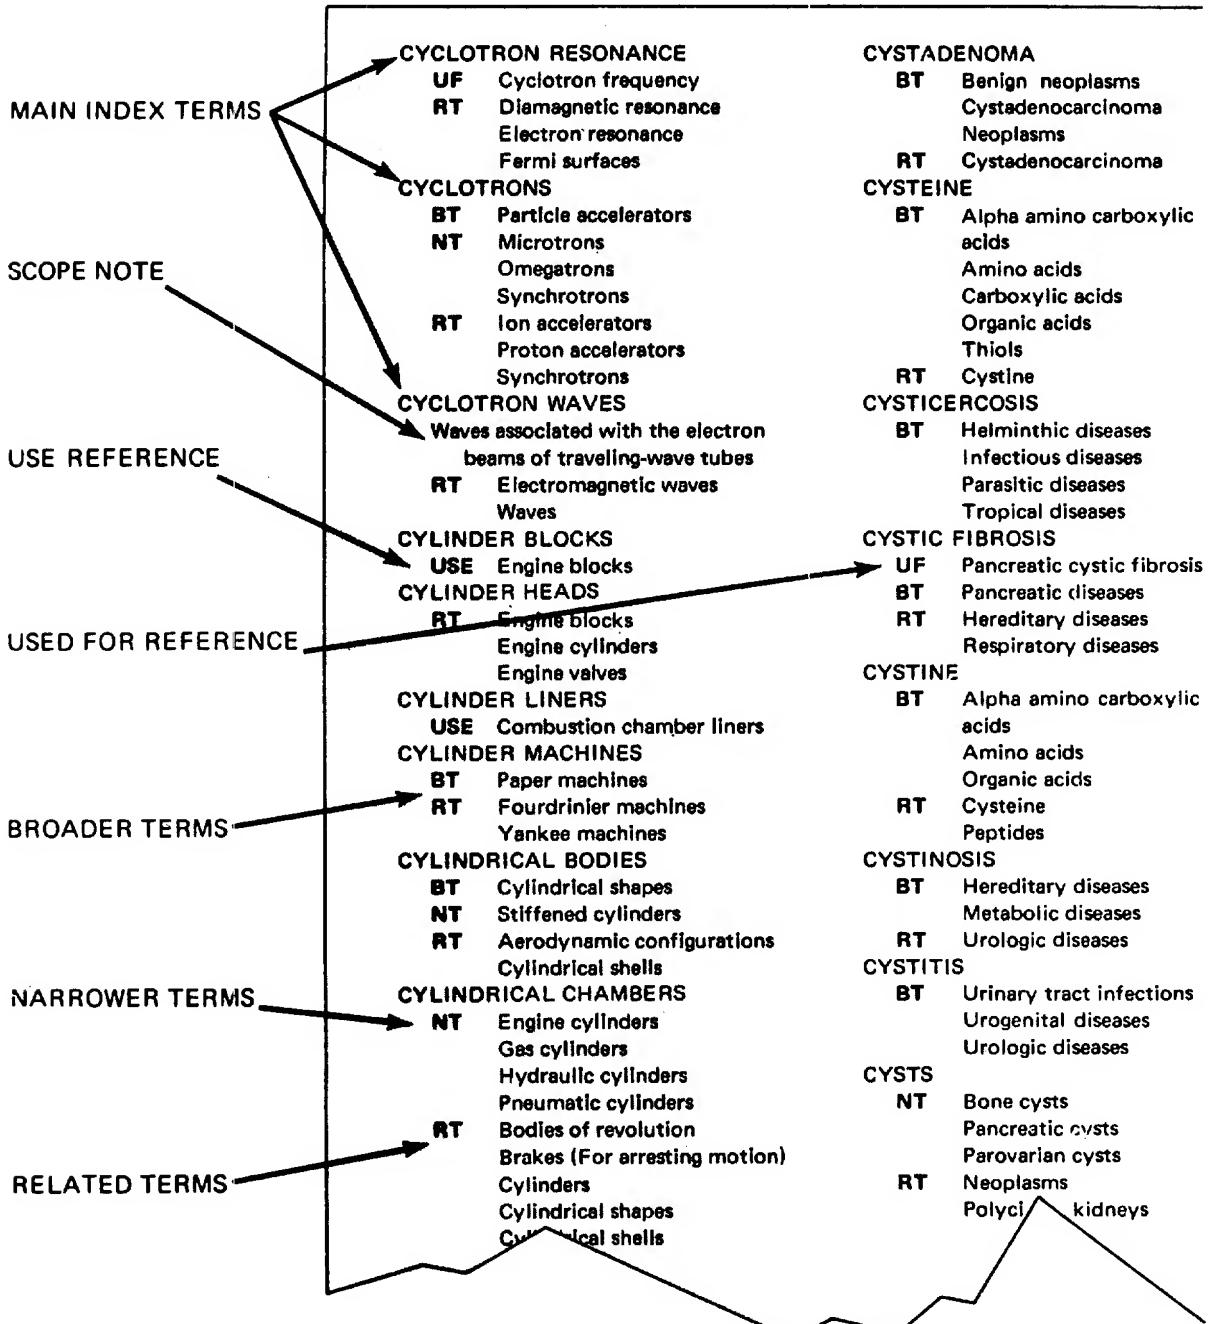 MAIN INDEX TERMS
SCOPE NOTE
USE REFERENCE
USED FOR REFERENCE
BROADER TERMS
NARROWER TERMS
RELATED TERMS
CYCLOTRON RESONANCE
UF Cyclotron frequency
RT Diamagnetic resonance
Electron resonance
Fermi surfaces
CYCLOTRONS
BT Particle accelerators
NT Microtrons
Omegatrons
Synchrotrons
RT Ion accelerators
Proton accelerators
Synchrotrons
CYCLOTRON WAVES
Waves associated with the electron
beams of traveling-wave tubes
RT Electromagnetic waves
Waves
CYLINDER BLOCKS
USE Engine blocks
CYLINDER HEADS
RT Engine blocks
Engine cylinders
Engine valves
CYLINDER LINERS
USE Combustion chamber liners
CYLINDER MACHINES
BT Paper machines
RT Fourdrinier machines
Yankee machines
CYLINDRICAL BODIES
BT Cylindrical shapes
NT Stiffened cylinders
RT Aerodynamic configurations
Cylindrical shells
CYLINDRICAL CHAMBERS
NT Engine cylinders
Gas cylinders
Hydraulic cylinders
Pneumatic cylinders
RT Bodies of revolution
Brakes (For arresting motion)
Cylinders
Cylindrical shapes
Cylindrical shells
CYSTADENOMA
BT Benign neoplasms
Cystadenocarcinoma
Neoplasms
RT Cystadenocarcinoma
CYSTEINE
BT Alpha amino carboxylic
acids
Amino acids
Carboxylic acids
Organic acids
Thiols
RT Cystine
CYSTICERCOSIS
BT Helminthic diseases
Infectious diseases
Parasitic diseases
Tropical diseases
CYSTIC FIBROSIS
UF Pancreatic cystic fibrosis
BT Pancreatic diseases
RT Hereditary diseases
Respiratory diseases
CYSTINE
BT Alpha amino carboxylic
acids
Amino acids
Organic acids
RT Cysteine
Peptides
CYSTINOSIS
BT Hereditary diseases
Metabolic diseases
RT Urologic diseases
CYSTITIS
BT Urinary tract infections
Urogenital diseases
Urologic diseases
CYSTS
NT Bone cysts
Pancreatic cysts
Parovarian cysts
RT Neoplasms
kidneys